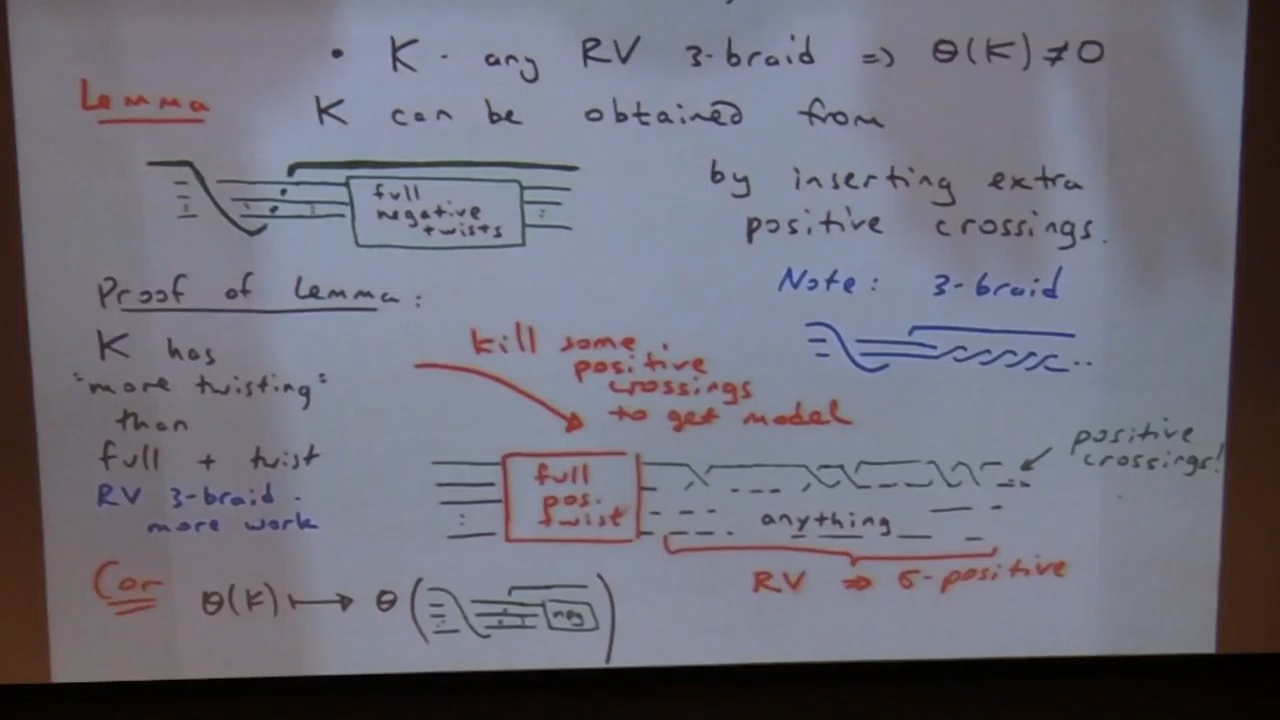 • K - any RV 3-braid => Θ(K) ≠ 0
Lemma K can be obtained from
full
negative
twists
by inserting extra
positive crossings.
Proof of Lemma:
Note: 3-braid
K has
"more twisting"
than
full + twist
RV 3-braid -
more work
kill some
positive
crossings
to get model
positive
crossings!
full
pos.
twist
anything
RV => σ-positive
Cor Θ(K) ↦ Θ( neg )